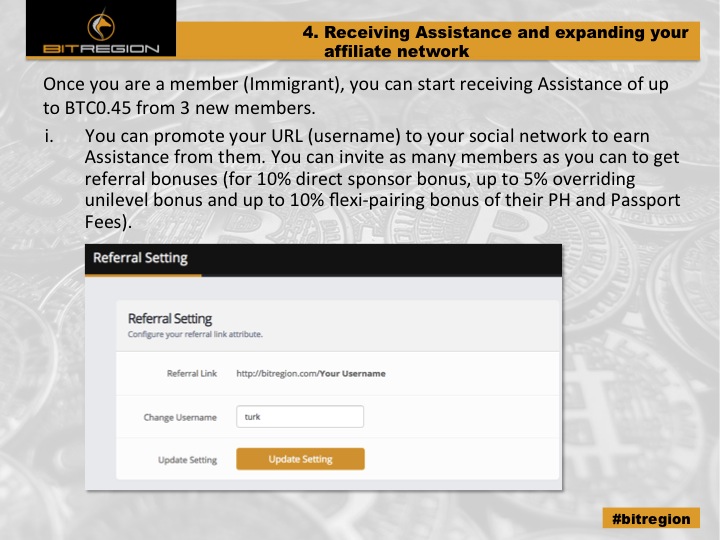 BITREGION
4. Receiving Assistance and expanding your
affiliate network
Once you are a member (Immigrant), you can start receiving Assistance of up
to BTC0.45 from 3 new members.
i. You can promote your URL (username) to your social network to earn
Assistance from them. You can invite as many members as you can to get
referral bonuses (for 10% direct sponsor bonus, up to 5% overriding
unilevel bonus and up to 10% flexi-pairing bonus of their PH and Passport
Fees).
Referral Setting
Referral Setting
Configure your referral link attribute.
Referral Link http://bitregion.com/Your Username
Change Username turk
Update Setting Update Setting
#bitregion